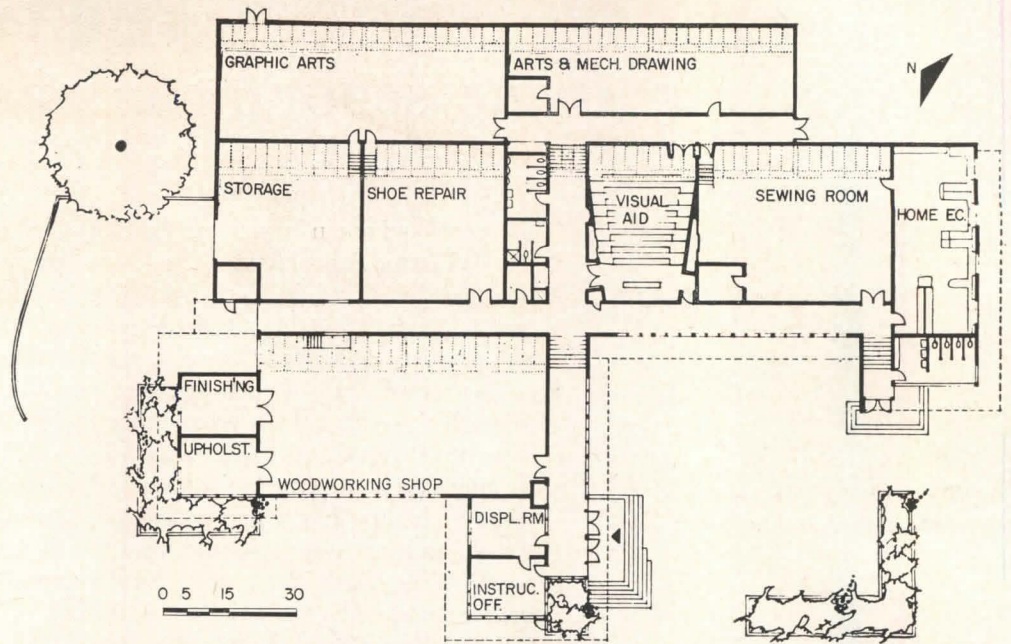 GRAPHIC ARTS
ARTS & MECH. DRAWING
N
STORAGE
SHOE REPAIR
VISUAL
AID
SEWING ROOM
HOME EC.
FINISH'NG
UPHOLST.
WOODWORKING SHOP
DISPL. RM
INSTRUC.
OFF.
0 5 15 30